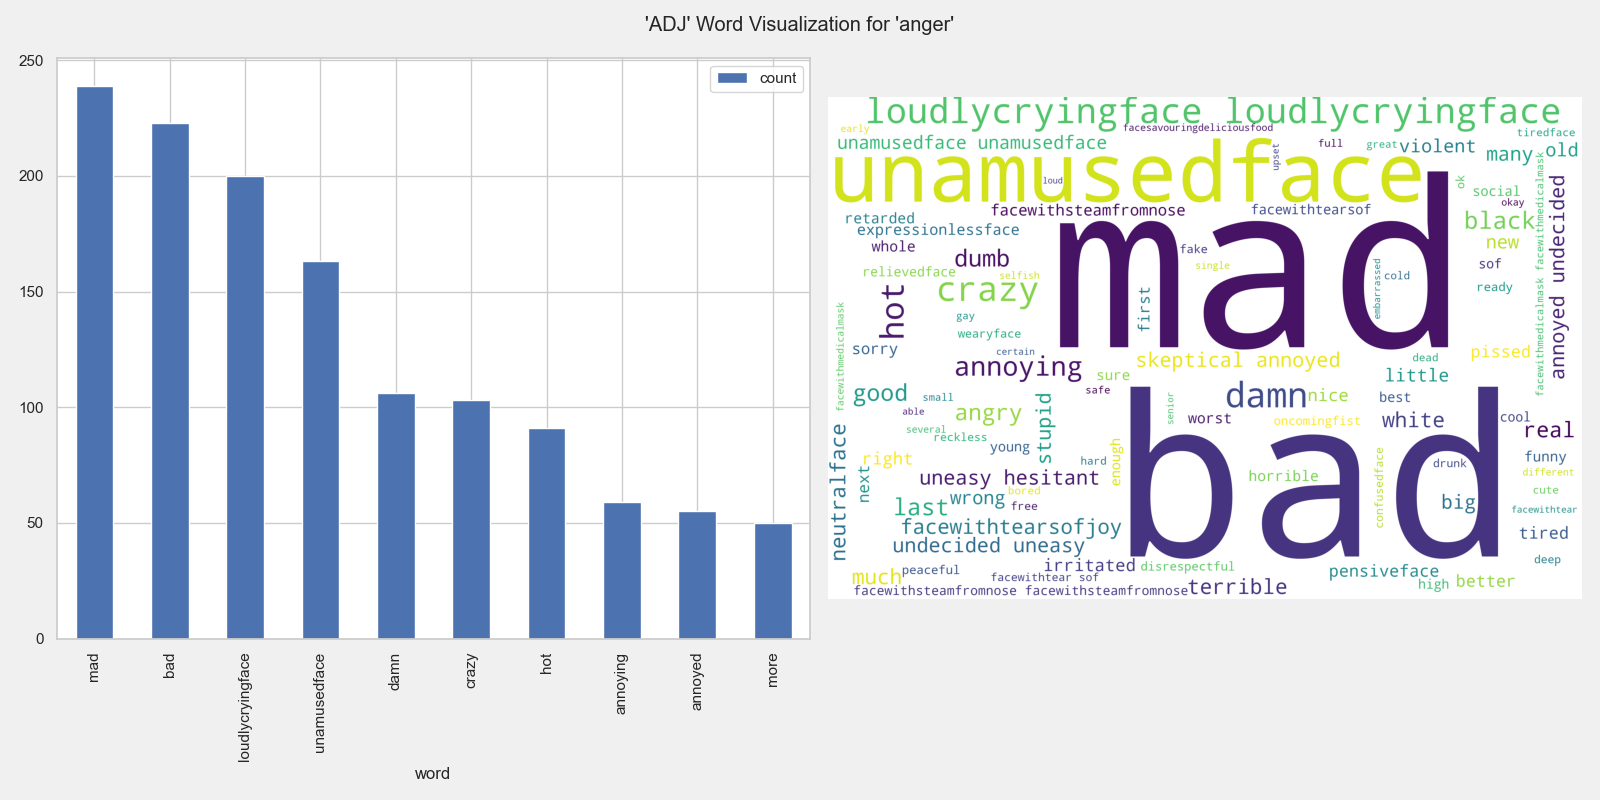 'ADJ' Word Visualization for 'anger'
250
200
150
100
50
0
count
mad
bad
loudlycryingface
unamusedface
damn
crazy
hot
annoying
annoyed
more
word
loudlycryingface loudlycryingface
early
facesavouringdeliciousfood
tiredface
unamusedface unamusedface
upset
full
great
violent
many
old
unamusedface
loud
ok
social
okay
facewithmedicalmask facewithmedicalmask
annoyed undecided
retarded
facewithsteamfromnose
facewithtearsof
black
expressionlessface
whole
dumb
mad
fake
new
relievedface
selfish
single
embarrassed
cold
sof
hot
crazy
first
ready
facewithmedicalmask
gay
wearyface
sorry
certain
annoying
skeptical annoyed
dead
pissed
sure
little
good
small
safe
damn
nice
best
able
angry
stupid
senior
worst
oncomingfist
white
cool
real
several
reckless
young
neutralface
right
next
hard
enough
bad
horrible
drunk
confusedface
funny
different
uneasy hesitant
bored
wrong
free
last
big
cute
facewithtear
facewithtearsofjoy
tired
undecided uneasy
irritated
disrespectful
deep
much
peaceful
facewithtear sof
pensiveface
high
better
facewithsteamfromnose facewithsteamfromnose
terrible